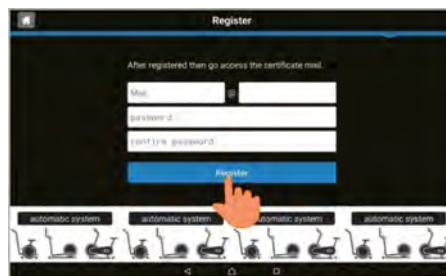 Register
After registered then go access the certificate mail.
Mail @
password
confirm password
Register
automatic system automatic system automatic system automatic system